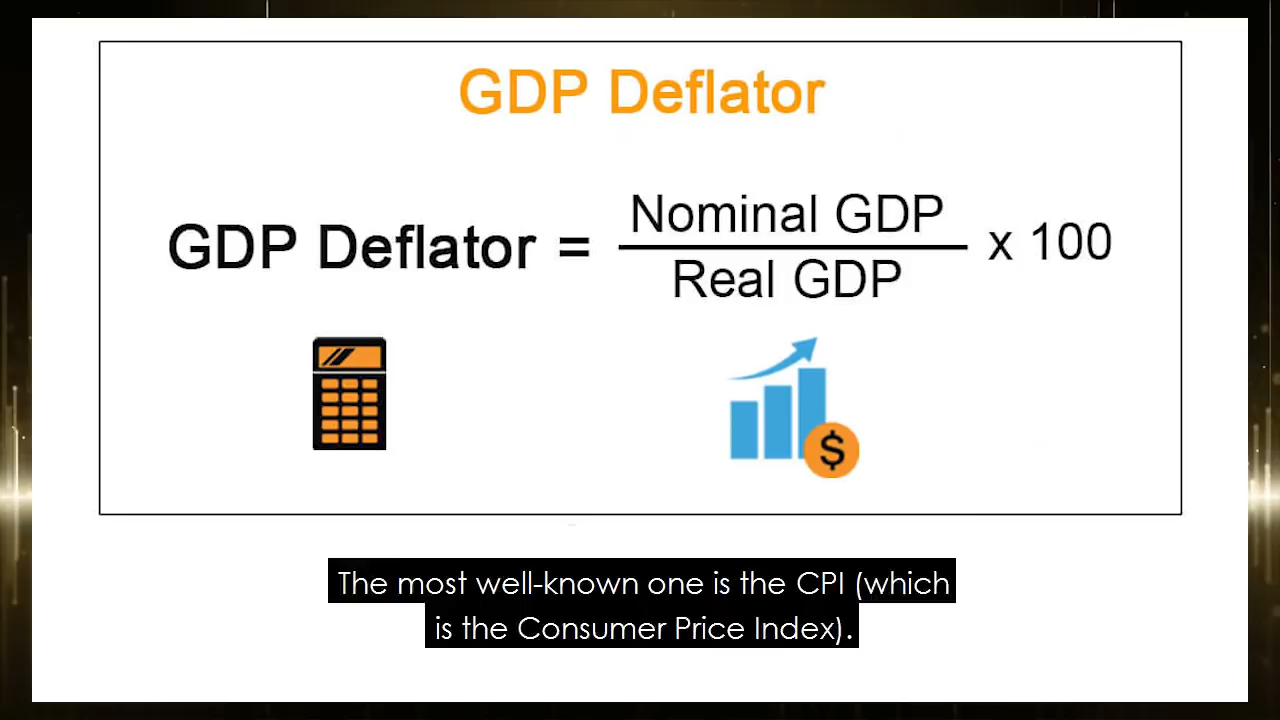 GDP Deflator
GDP Deflator = Nominal GDP / Real GDP x 100
$
The most well-known one is the CPI (which
is the Consumer Price Index).